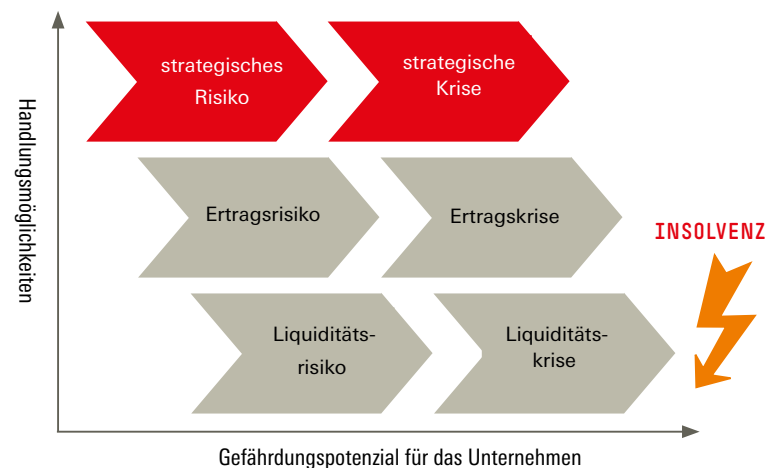 Handlungsmöglichkeiten
strategisches
Risiko
strategische
Krise
Ertragsrisiko
Ertragskrise
INSOLVENZ
Liquiditäts-
risiko
Liquiditäts-
krise
Gefährdungspotenzial für das Unternehmen